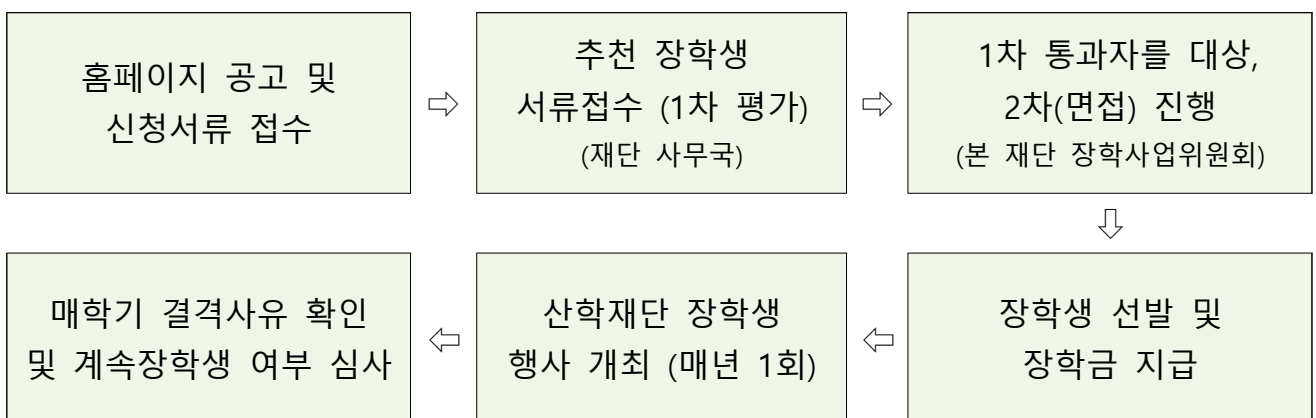 홈페이지 공고 및
신청서류 접수
추천 장학생
서류접수 (1차 평가)
(재단 사무국)
1차 통과자를 대상,
2차(면접) 진행
(본 재단 장학사업위원회)
장학생 선발 및
장학금 지급
산학재단 장학생
행사 개최 (매년 1회)
매학기 결격사유 확인
및 계속장학생 여부 심사